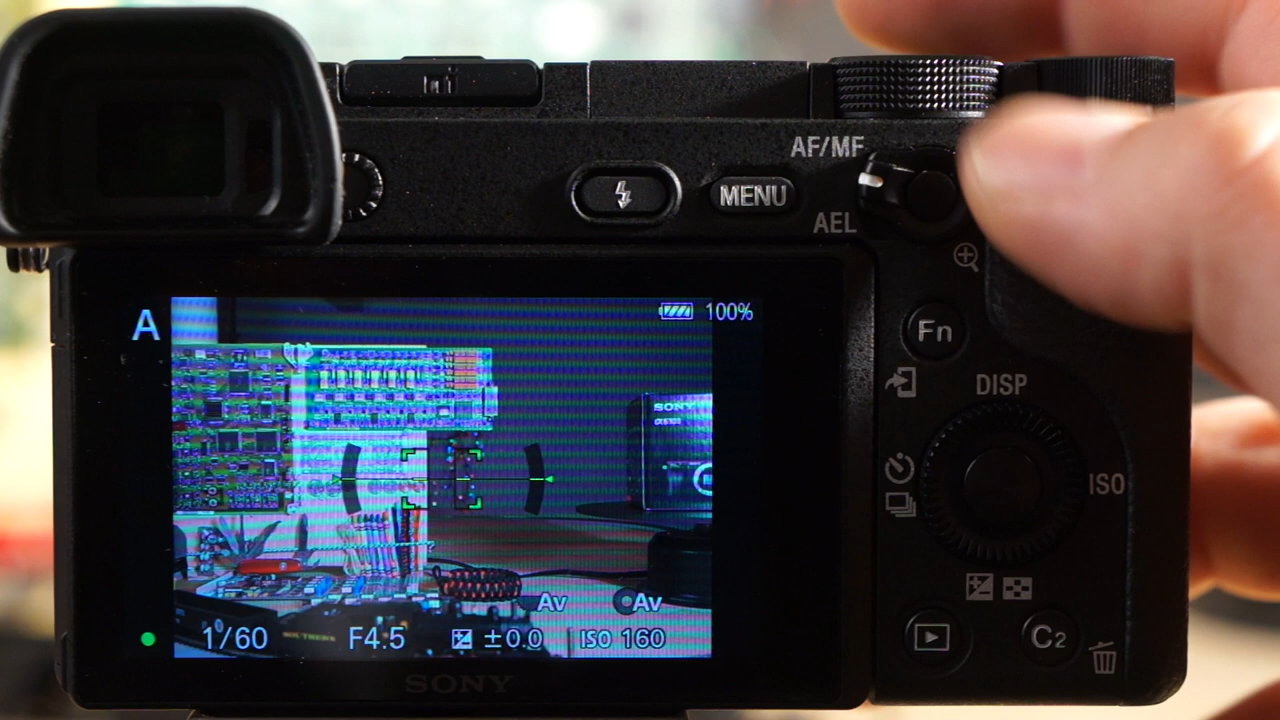 AF/MF
MENU
AEL
A
100%
Fn
DISP
SONY
ISO
Av
Av
1/60
F4.5
±0.0
ISO 160
C2
SONY